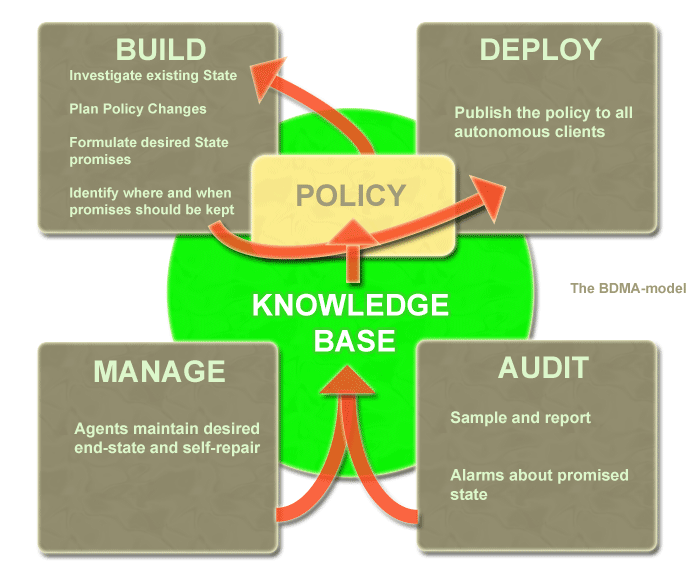 BUILD
Investigate existing State
Plan Policy Changes
Formulate desired State
promises
Identify where and when
promises should be kept
DEPLOY
Publish the policy to all
autonomous clients
POLICY
The BDMA-model
KNOWLEDGE
BASE
MANAGE
Agents maintain desired
end-state and self-repair
AUDIT
Sample and report
Alarms about promised
state